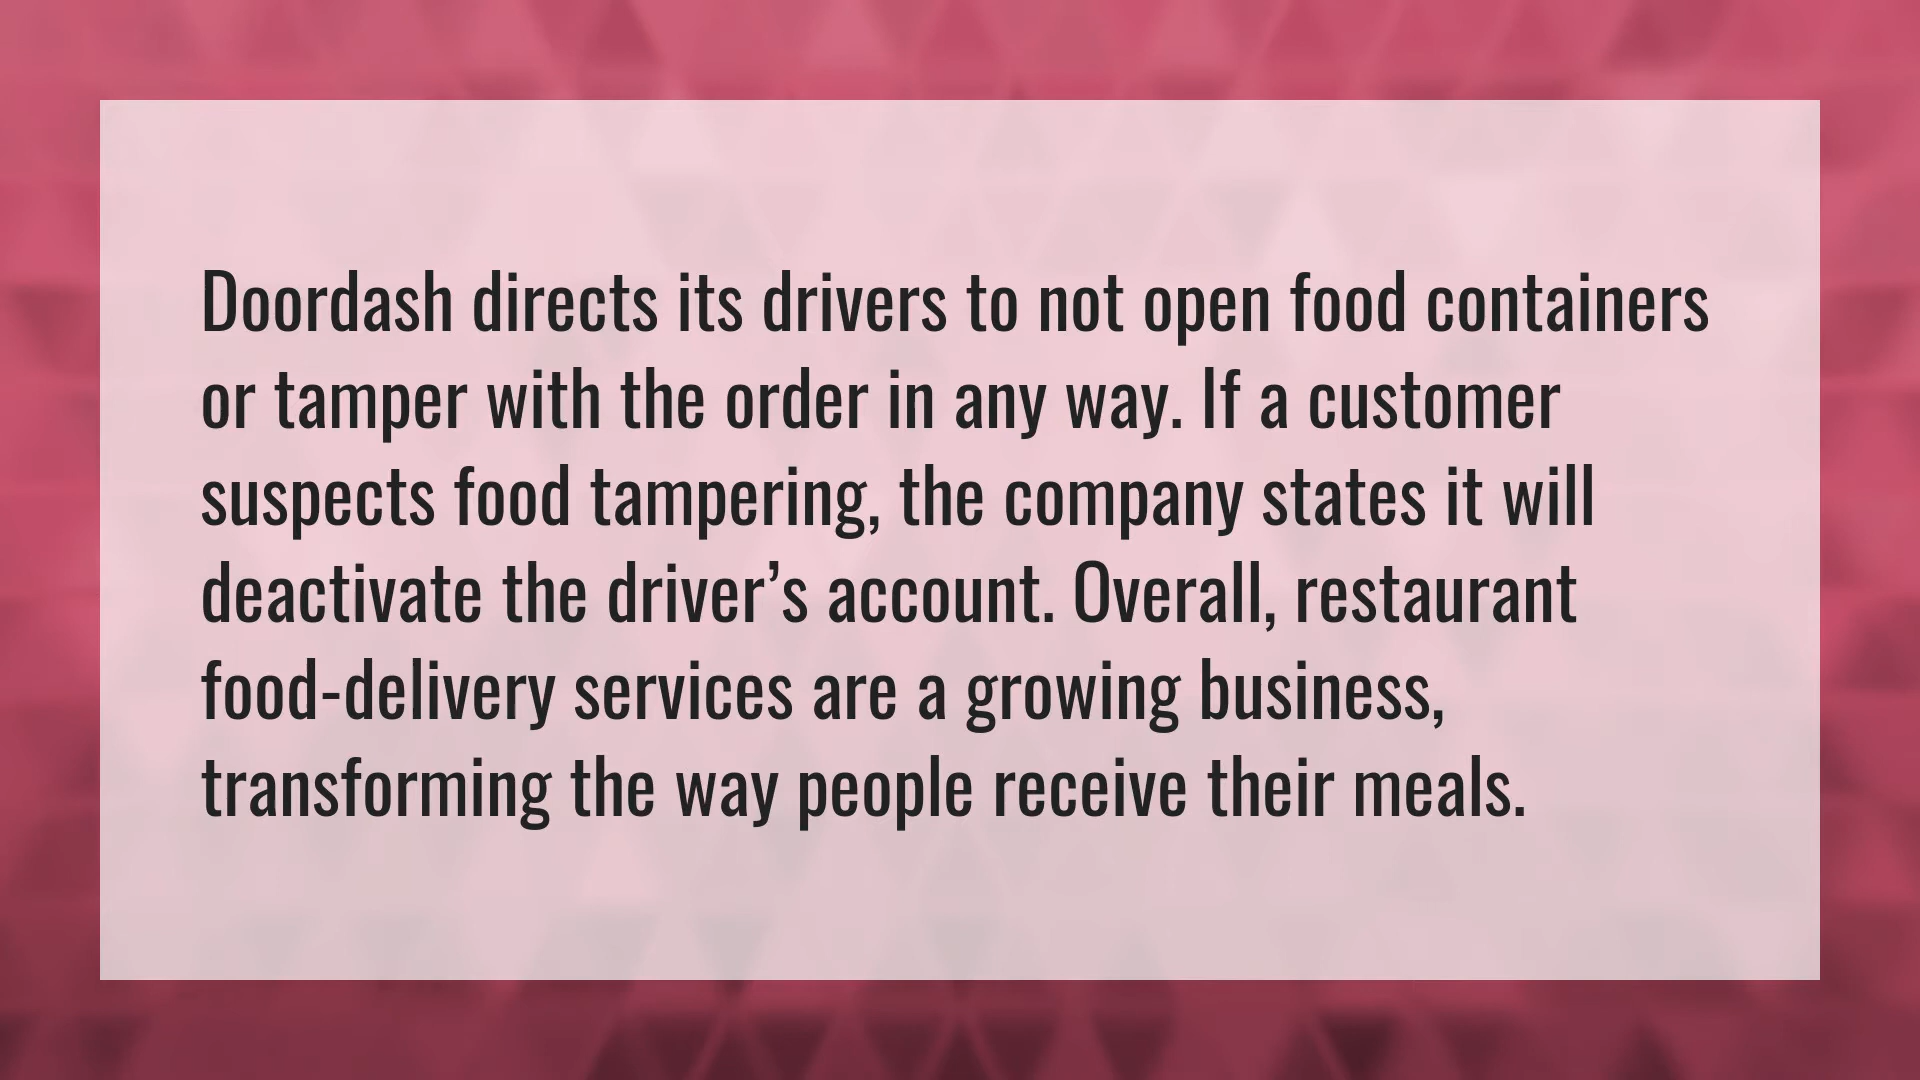 Doordash directs its drivers to not open food containers
or tamper with the order in any way. If a customer
suspects food tampering, the company states it will
deactivate the driver’s account. Overall, restaurant
food-delivery services are a growing business,
transforming the way people receive their meals.